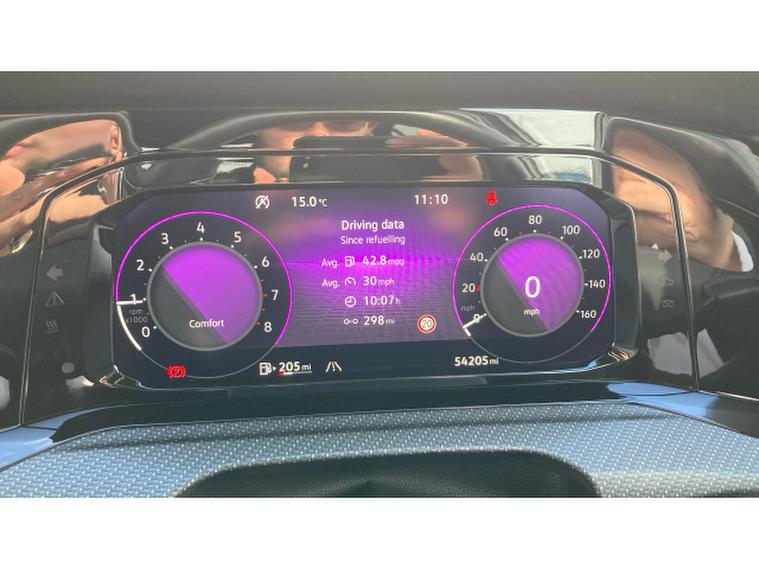 15.0°C 11:10
Driving data
Since refuelling
Avg. 42.8 mpg
Avg. 30 mph
10:07 h
298 mi
20
0 1 2 3 4 5 6 7 8
rpm
x1000
Comfort
0 20 40 60 80 100 120 140 160
mph
0
mph
P
205 mi
54205 mi